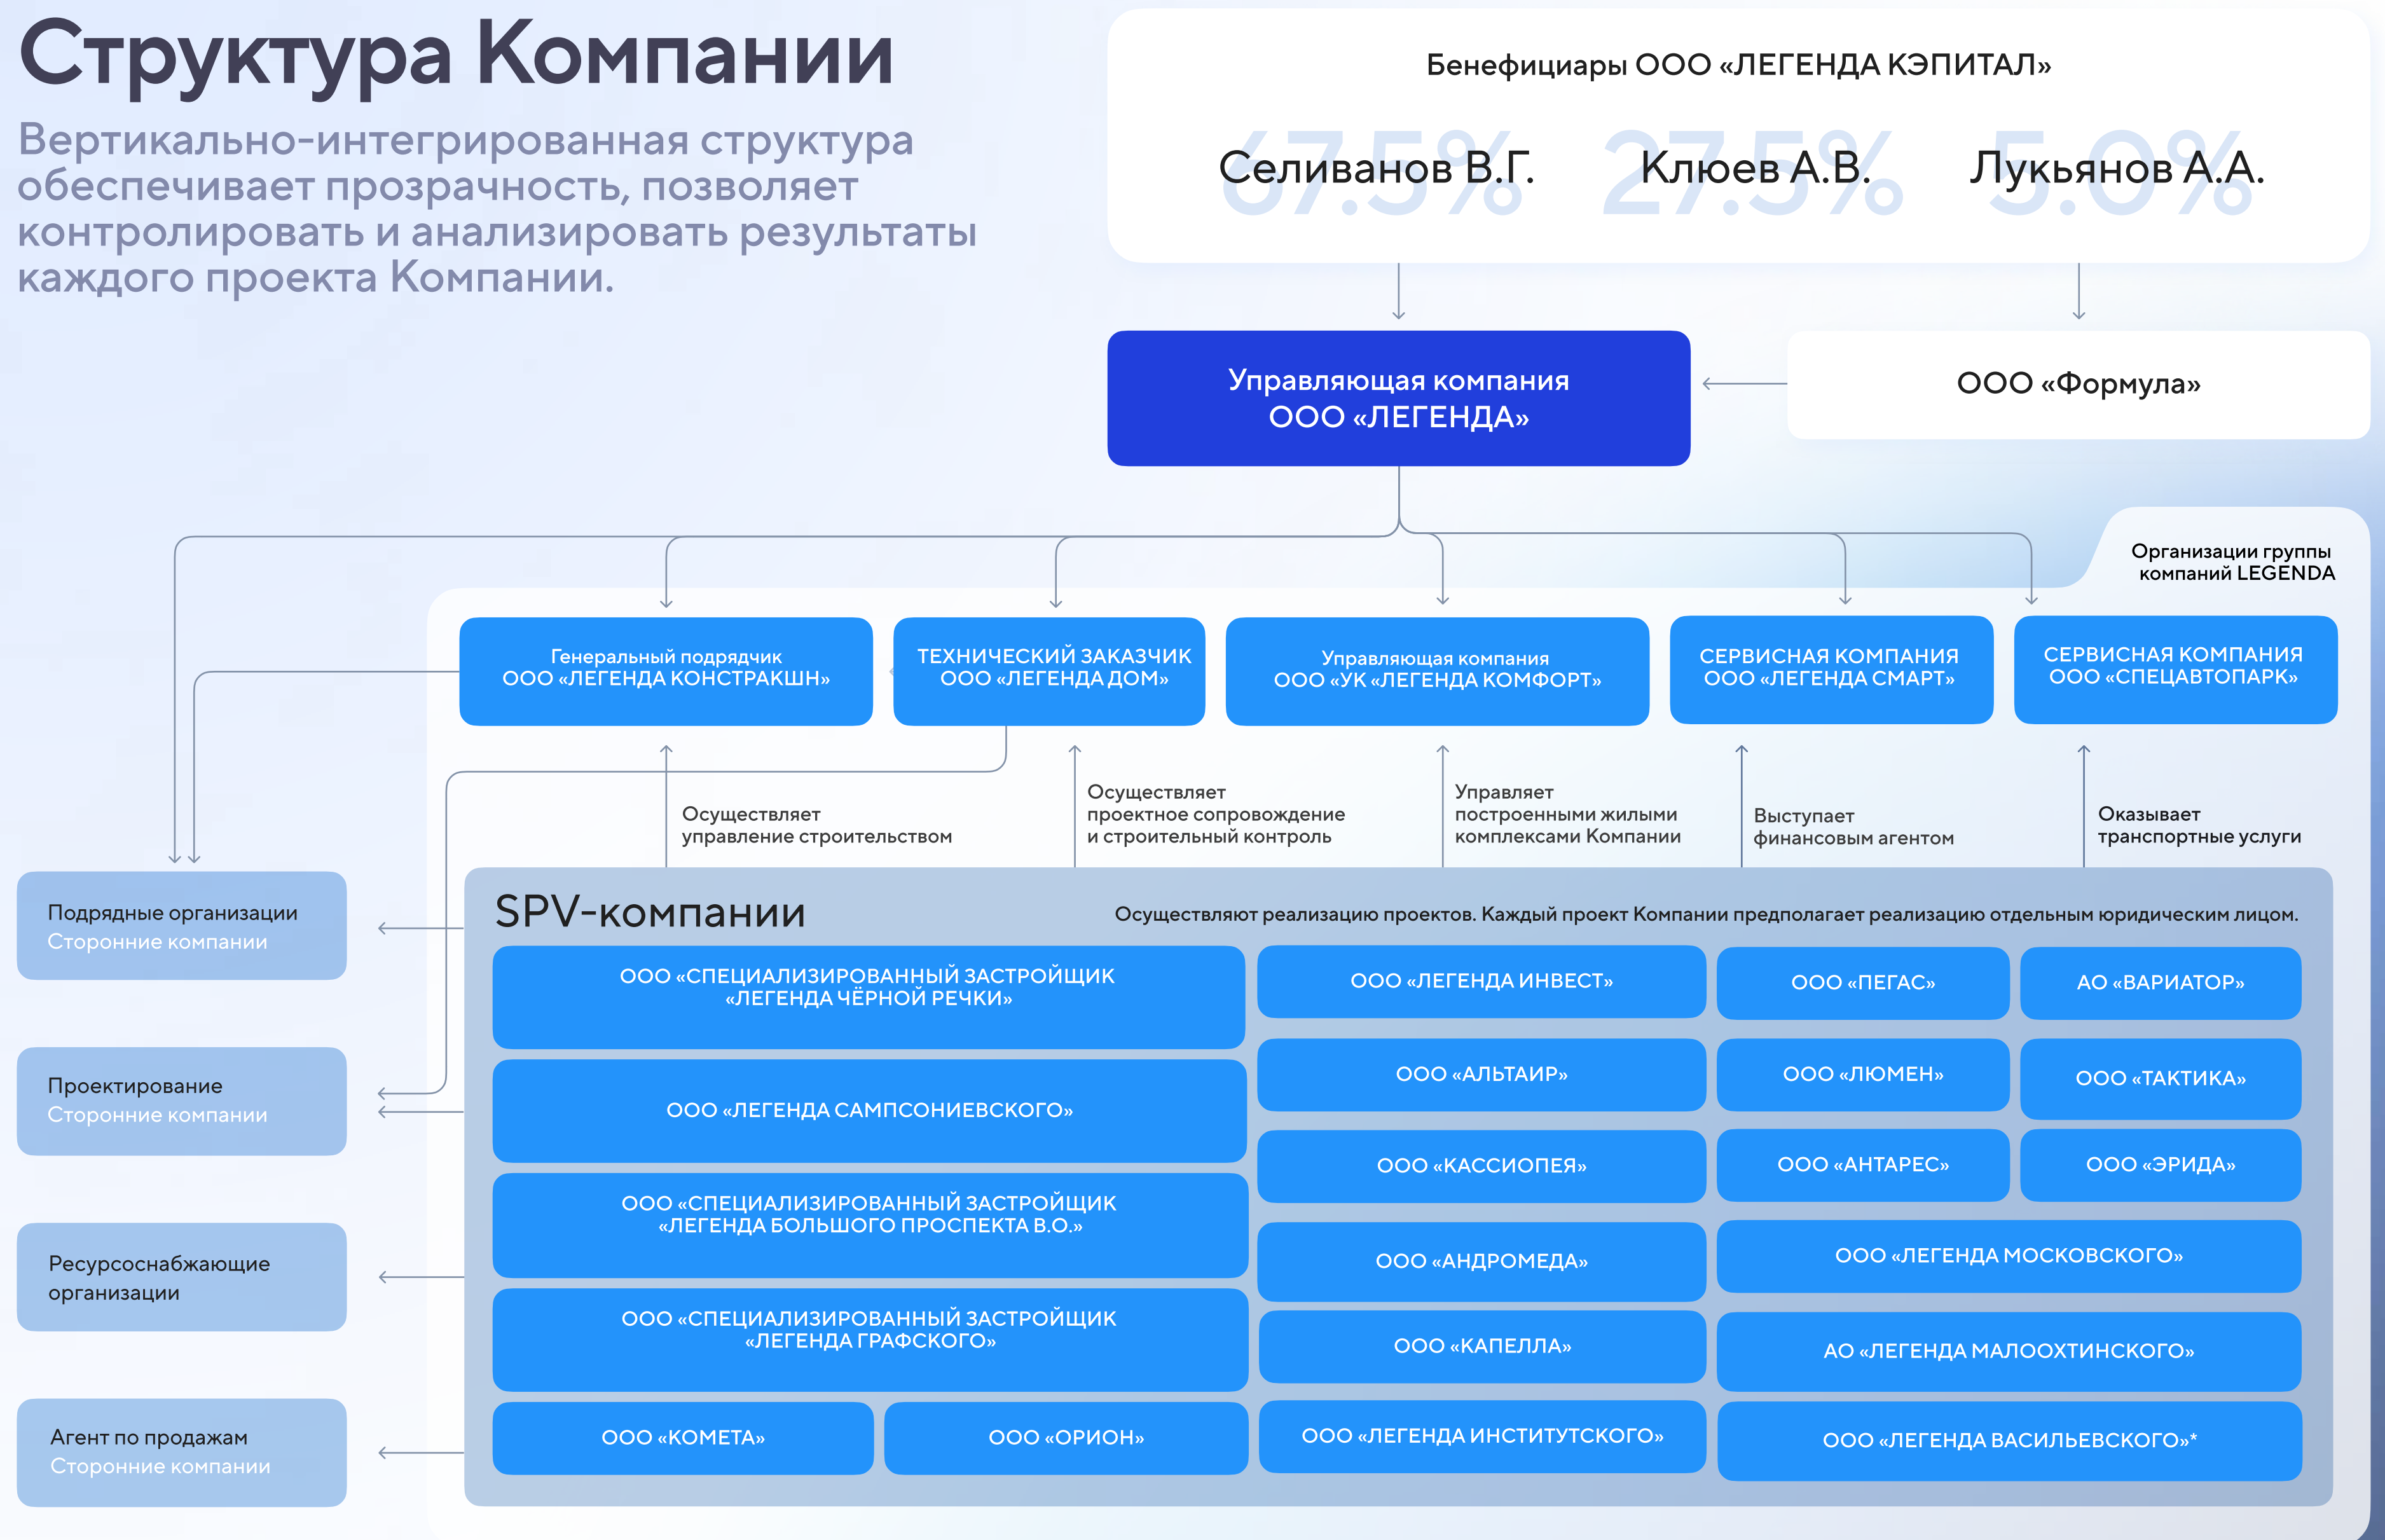 Структура Компании
Вертикально-интегрированная структура
обеспечивает прозрачность, позволяет
контролировать и анализировать результаты
каждого проекта Компании.
Бенефициары ООО «ЛЕГЕНДА КЭПИТАЛ»
67.5%
Селиванов В.Г.
27.5%
Клюев А.В.
5.0%
Лукьянов А.А.
Управляющая компания
ООО «ЛЕГЕНДА»
ООО «Формула»
Организации группы
компаний LEGENDA
Генеральный подрядчик
ООО «ЛЕГЕНДА КОНСТРАКШН»
ТЕХНИЧЕСКИЙ ЗАКАЗЧИК
ООО «ЛЕГЕНДА ДОМ»
Управляющая компания
ООО «УК «ЛЕГЕНДА КОМФОРТ»
СЕРВИСНАЯ КОМПАНИЯ
ООО «ЛЕГЕНДА СМАРТ»
СЕРВИСНАЯ КОМПАНИЯ
ООО «СПЕЦАВТОПАРК»
Осуществляет
управление строительством
Осуществляет
проектное сопровождение
и строительный контроль
Управляет
построенными жилыми
комплексами Компании
Выступает
финансовым агентом
Оказывает
транспортные услуги
Подрядные организации
Сторонние компании
Проектирование
Сторонние компании
Ресурсоснабжающие
организации
Агент по продажам
Сторонние компании
SPV-компании
Осуществляют реализацию проектов. Каждый проект Компании предполагает реализацию отдельным юридическим лицом.
ООО «СПЕЦИАЛИЗИРОВАННЫЙ ЗАСТРОЙЩИК
«ЛЕГЕНДА ЧЁРНОЙ РЕЧКИ»
ООО «ЛЕГЕНДА САМПСОНИЕВСКОГО»
ООО «СПЕЦИАЛИЗИРОВАННЫЙ ЗАСТРОЙЩИК
«ЛЕГЕНДА БОЛЬШОГО ПРОСПЕКТА В.О.»
ООО «СПЕЦИАЛИЗИРОВАННЫЙ ЗАСТРОЙЩИК
«ЛЕГЕНДА ГРАФСКОГО»
ООО «КОМЕТА»
ООО «ОРИОН»
ООО «ЛЕГЕНДА ИНВЕСТ»
ООО «АЛЬТАИР»
ООО «КАССИОПЕЯ»
ООО «АНДРОМЕДА»
ООО «КАПЕЛЛА»
ООО «ЛЕГЕНДА ИНСТИТУТСКОГО»
ООО «ПЕГАС»
АО «ВАРИАТОР»
ООО «ЛЮМЕН»
ООО «ТАКТИКА»
ООО «АНТАРЕС»
ООО «ЭРИДА»
ООО «ЛЕГЕНДА МОСКОВСКОГО»
АО «ЛЕГЕНДА МАЛООХТИНСКОГО»
ООО «ЛЕГЕНДА ВАСИЛЬЕВСКОГО»*